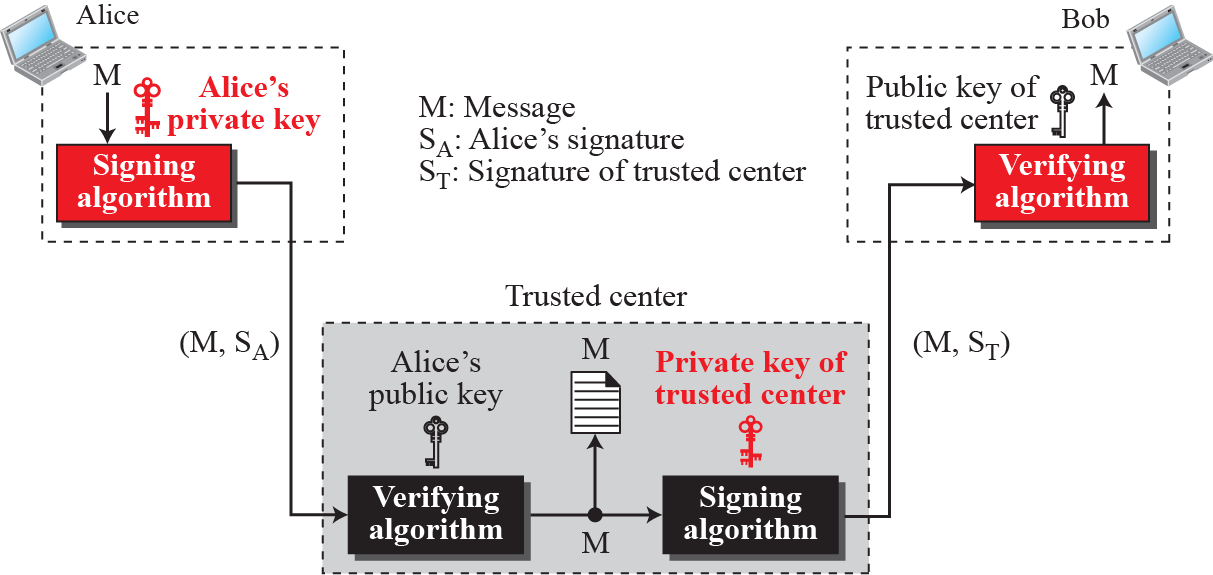 Alice
M
Alice’s
private key
Signing
algorithm
M: Message
S_A: Alice’s signature
S_T: Signature of trusted center
Bob
Public key of
trusted center
M
Verifying
algorithm
(M, S_A)
Trusted center
Alice’s
public key
M
Private key of
trusted center
Verifying
algorithm
M
Signing
algorithm
(M, S_T)